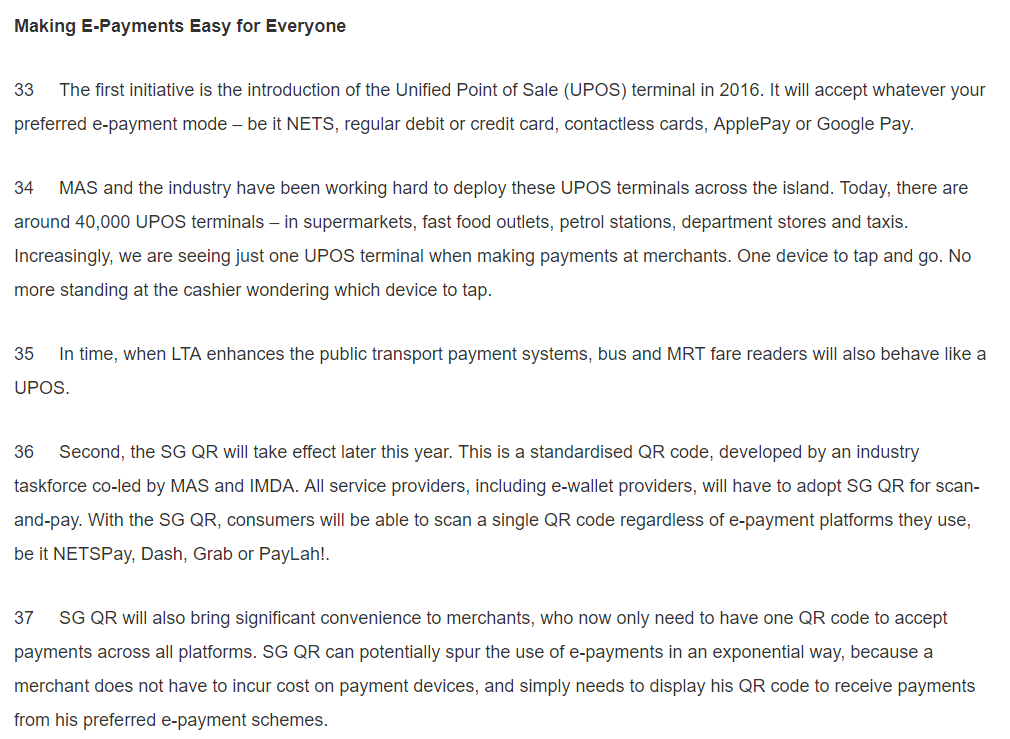 Making E-Payments Easy for Everyone
33 The first initiative is the introduction of the Unified Point of Sale (UPOS) terminal in 2016. It will accept whatever your
preferred e-payment mode – be it NETS, regular debit or credit card, contactless cards, ApplePay or Google Pay.
34 MAS and the industry have been working hard to deploy these UPOS terminals across the island. Today, there are
around 40,000 UPOS terminals – in supermarkets, fast food outlets, petrol stations, department stores and taxis.
Increasingly, we are seeing just one UPOS terminal when making payments at merchants. One device to tap and go. No
more standing at the cashier wondering which device to tap.
35 In time, when LTA enhances the public transport payment systems, bus and MRT fare readers will also behave like a
UPOS.
36 Second, the SG QR will take effect later this year. This is a standardised QR code, developed by an industry
taskforce co-led by MAS and IMDA. All service providers, including e-wallet providers, will have to adopt SG QR for scan-
and-pay. With the SG QR, consumers will be able to scan a single QR code regardless of e-payment platforms they use,
be it NETSPay, Dash, Grab or PayLah!.
37 SG QR will also bring significant convenience to merchants, who now only need to have one QR code to accept
payments across all platforms. SG QR can potentially spur the use of e-payments in an exponential way, because a
merchant does not have to incur cost on payment devices, and simply needs to display his QR code to receive payments
from his preferred e-payment schemes.